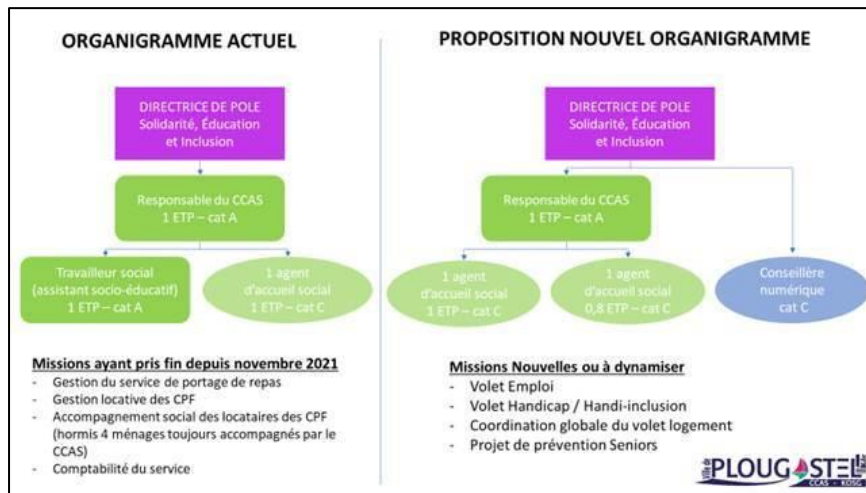 ORGANIGRAMME ACTUEL
DIRECTRICE DE POLE
Solidarité, Éducation
et Inclusion
Responsable du CCAS
1 ETP – cat A
Travailleur social
(assistant socio-éducatif)
1 ETP – cat A
1 agent
d'accueil social
1 ETP – cat C
Missions ayant pris fin depuis novembre 2021
- Gestion du service de portage de repas
- Gestion locative des CPF
- Accompagnement social des locataires des CPF
(hormis 4 ménages toujours accompagnés par le
CCAS)
- Comptabilité du service
PROPOSITION NOUVEL ORGANIGRAMME
DIRECTRICE DE POLE
Solidarité, Éducation
et Inclusion
Responsable du CCAS
1 ETP – cat A
1 agent
d'accueil social
1 ETP – cat C
1 agent
d'accueil social
0,8 ETP – cat C
Conseillère
numérique
cat C
Missions Nouvelles ou à dynamiser
- Volet Emploi
- Volet Handicap / Handi-inclusion
- Coordination globale du volet logement
- Projet de prévention Seniors
Ville de
PLOUGASTEL
CCAS - KOSG